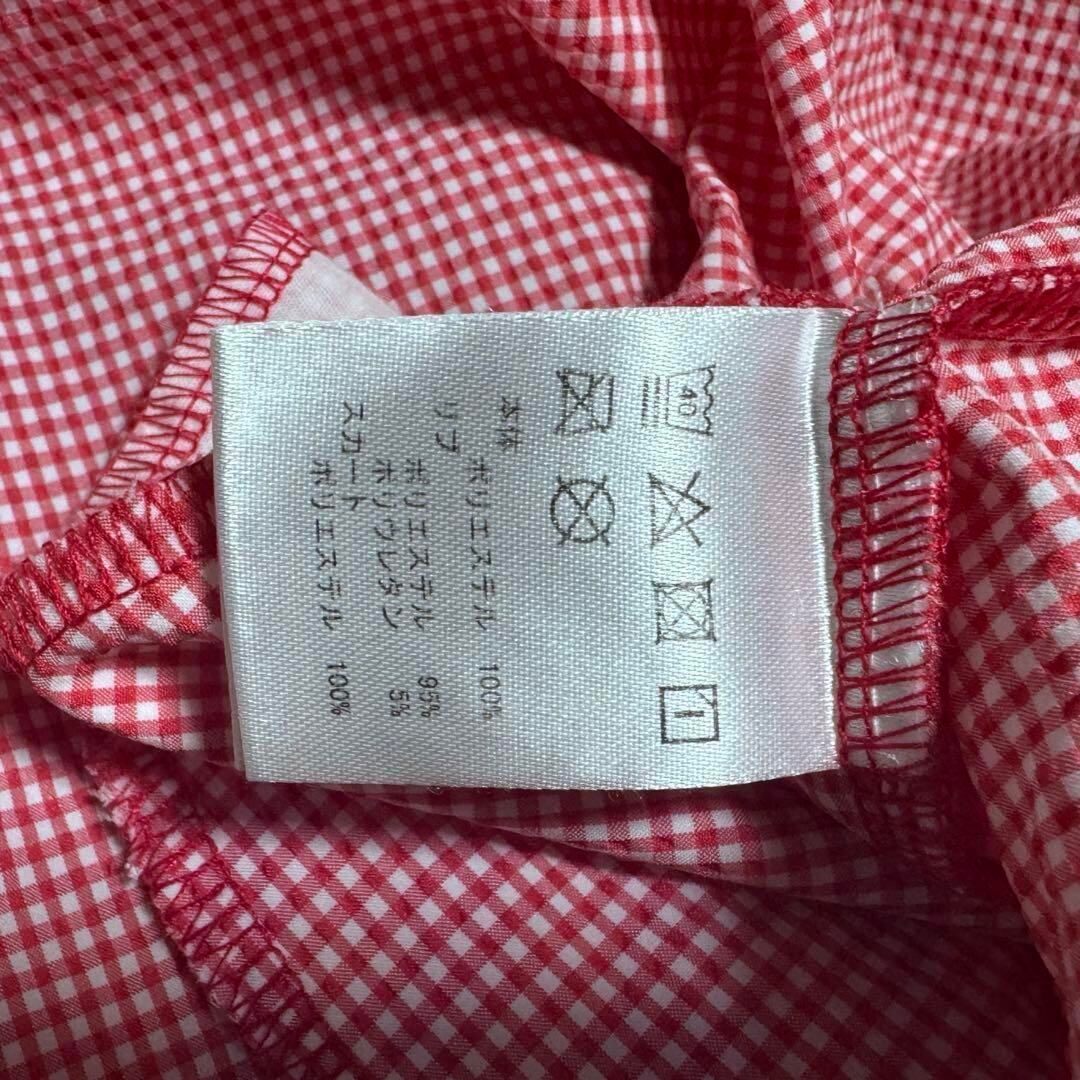 40
本体
ポリエステル 100%
リブ
ポリエステル 95%
ポリウレタン 5%
スカート
ポリエステル 100%